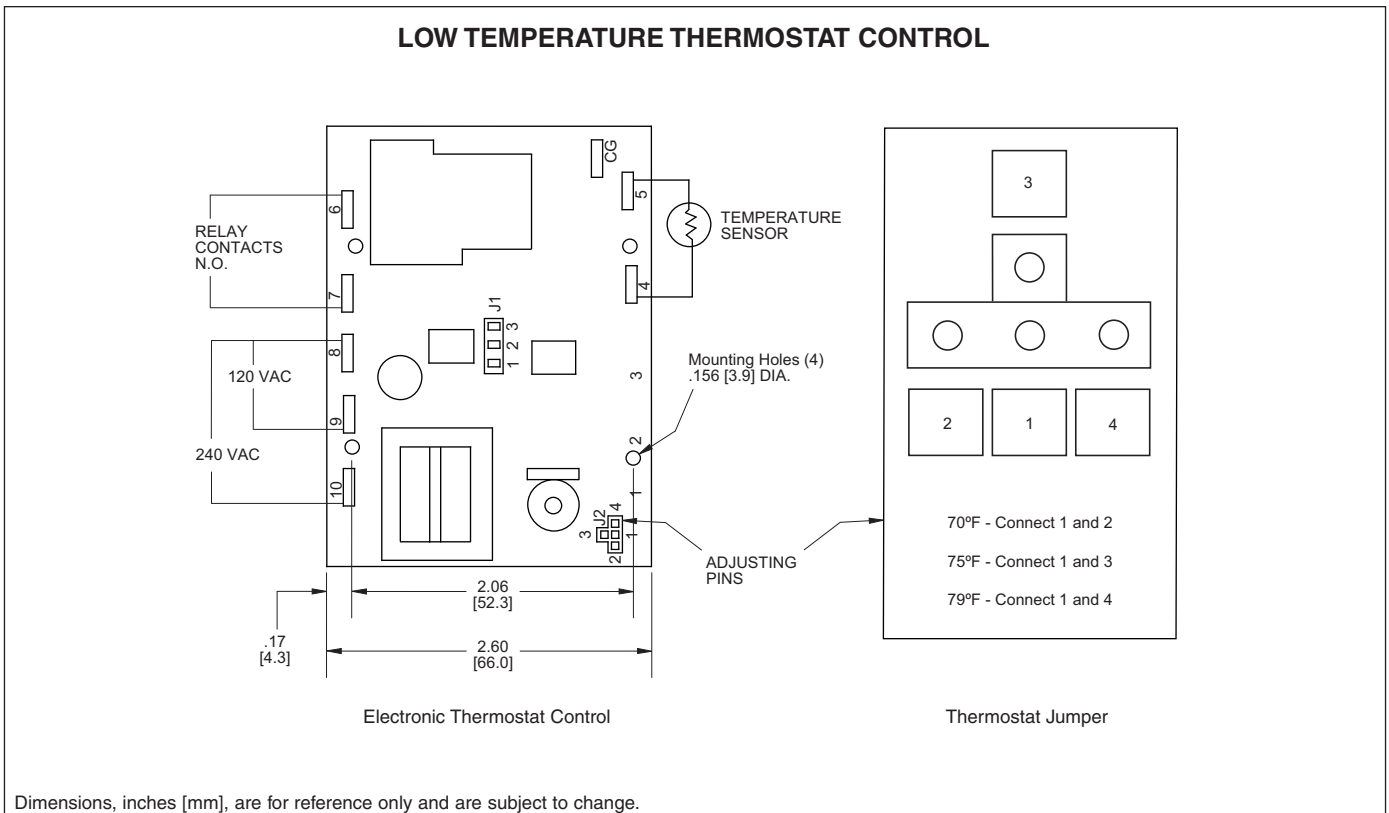 LOW TEMPERATURE THERMOSTAT CONTROL
CG
5
4
6
7
8
9
10
RELAY
CONTACTS
N.O.
TEMPERATURE
SENSOR
J1
3
2
1
120 VAC
240 VAC
Mounting Holes (4)
.156 [3.9] DIA.
3
2
1
J2
4
3
1
2
ADJUSTING
PINS
2.06
[52.3]
.17
[4.3]
2.60
[66.0]
Electronic Thermostat Control
3
2 1 4
70ºF - Connect 1 and 2
75ºF - Connect 1 and 3
79ºF - Connect 1 and 4
Thermostat Jumper
Dimensions, inches [mm], are for reference only and are subject to change.